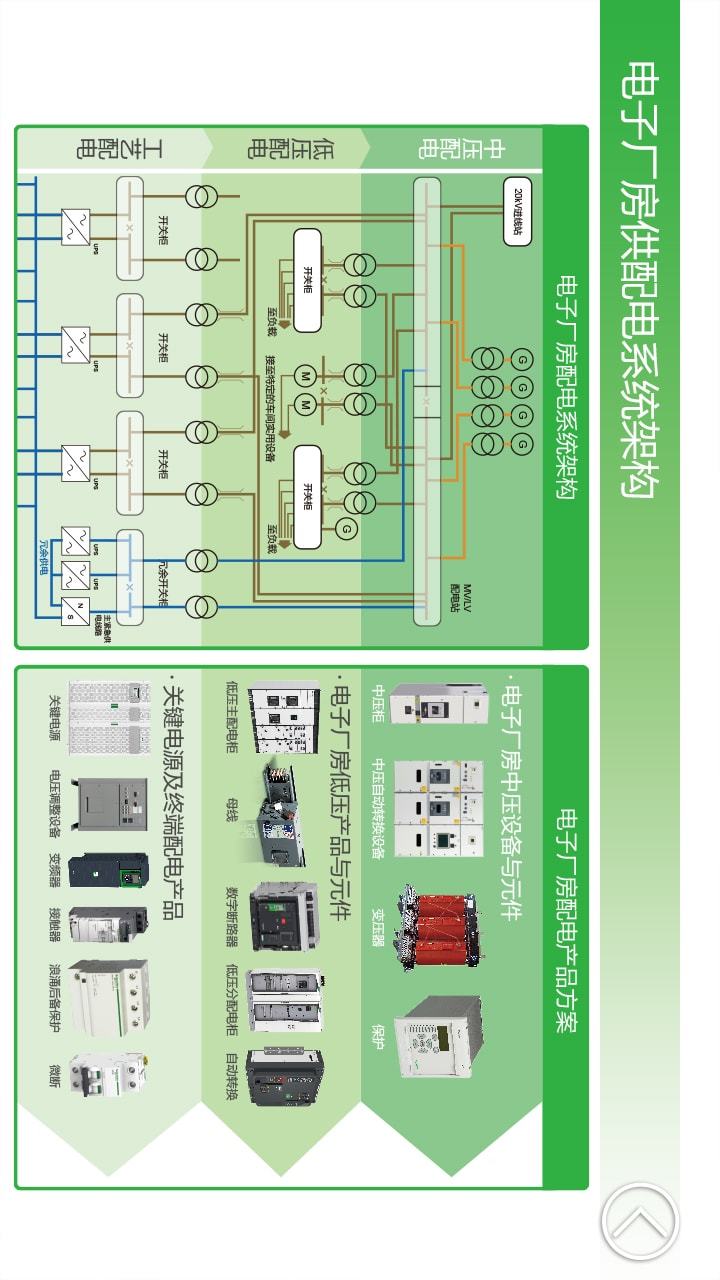 电子厂房供配电系统架构
电子厂房配电系统架构
中压配电
20kV进线站
G
G
G
G
MV/LV
配电站
低压配电
开关柜
至负载
M
M
接至特定的车间实用设备
开关柜
至负载
G
工艺配电
开关柜
开关柜
开关柜
冗余开关柜
UPS
UPS
UPS
UPS
UPS
N
S
主紧急供
电线路
冗余供电
电子厂房配电产品方案
· 电子厂房中压设备与元件
中压柜
中压自动转换设备
变压器
保护
· 电子厂房低压产品与元件
低压主配电柜
母线
数字断路器
低压分配电柜
自动转换
· 关键电源及终端配电产品
关键电源
电压调整设备
变频器
接触器
浪涌后备保护
微断